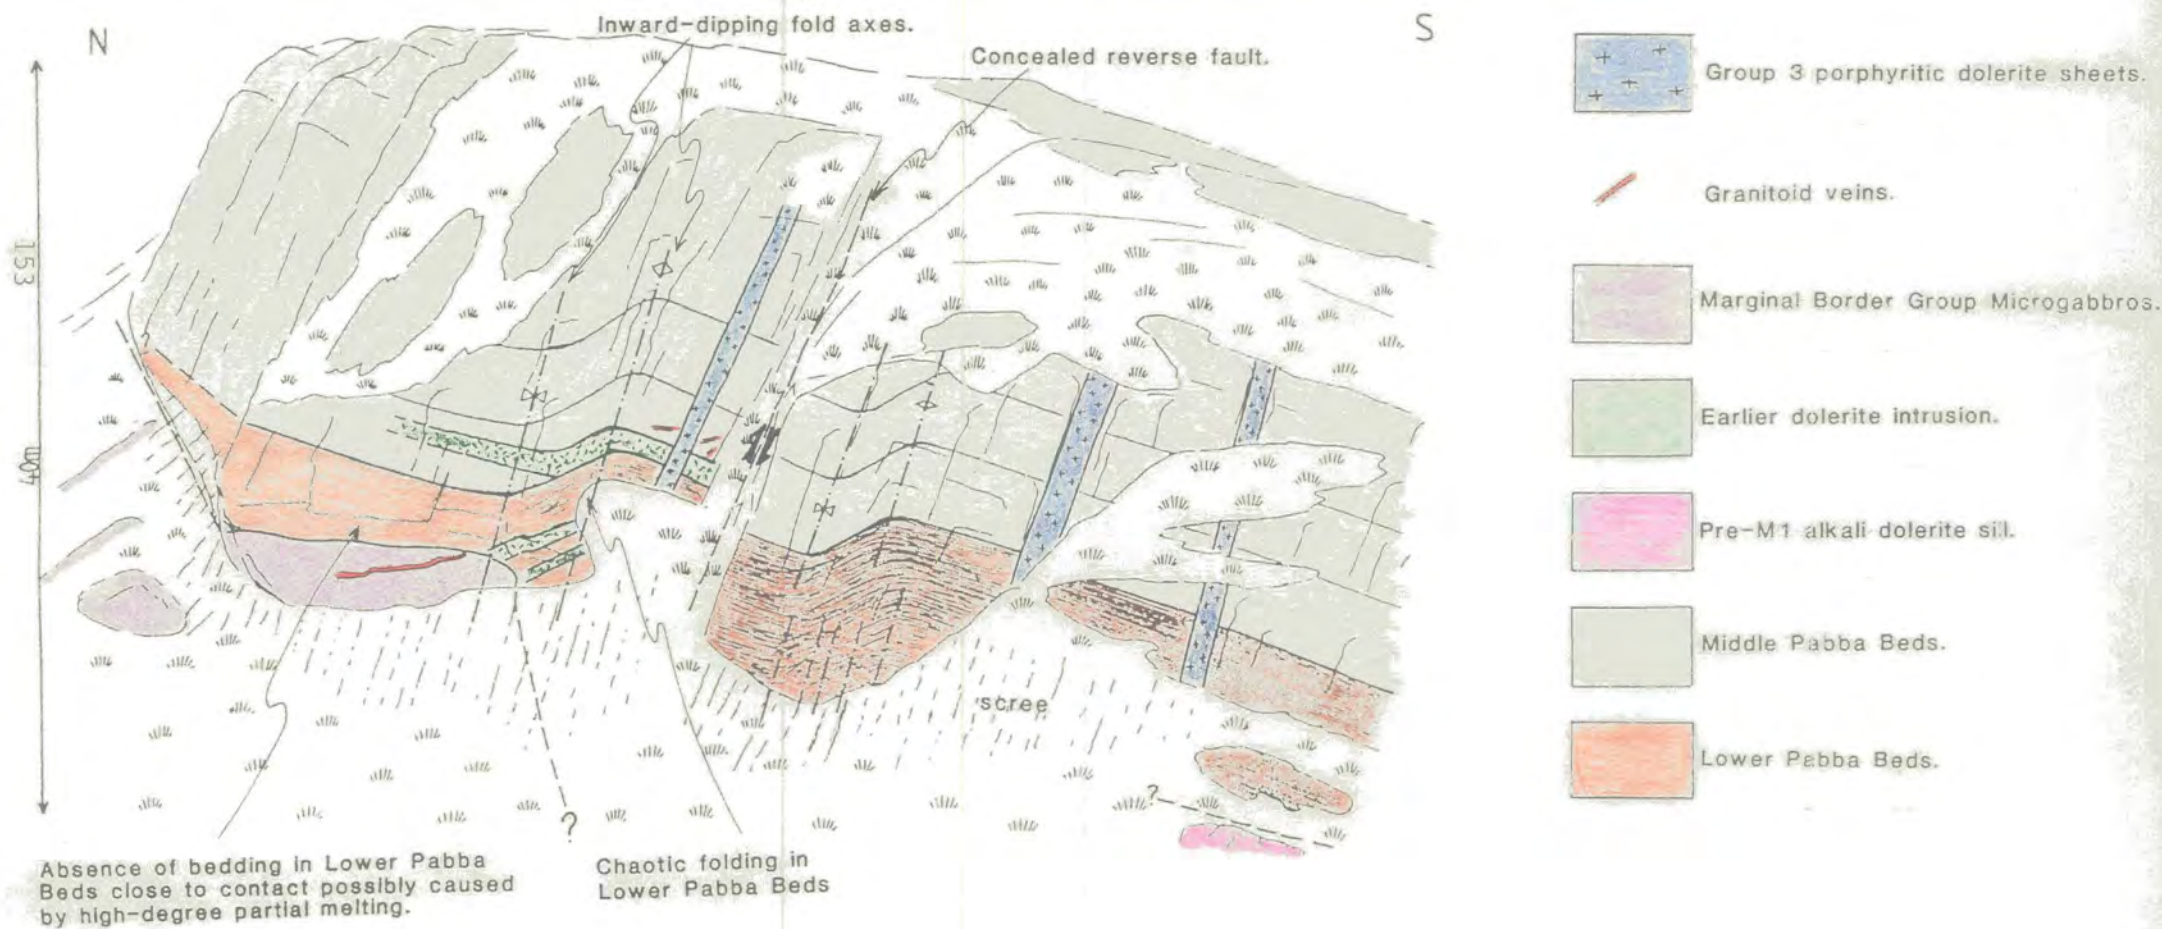 N
Inward-dipping fold axes.
Concealed reverse fault.
S
153
40m
scree
?
?
Absence of bedding in Lower Pabba
Beds close to contact possibly caused
by high-degree partial melting.
Chaotic folding in
Lower Pabba Beds
Group 3 porphyritic dolerite sheets.
Granitoid veins.
Marginal Border Group Microgabbros.
Earlier dolerite intrusion.
Pre-M1 alkali dolerite sill.
Middle Pabba Beds.
Lower Pabba Beds.